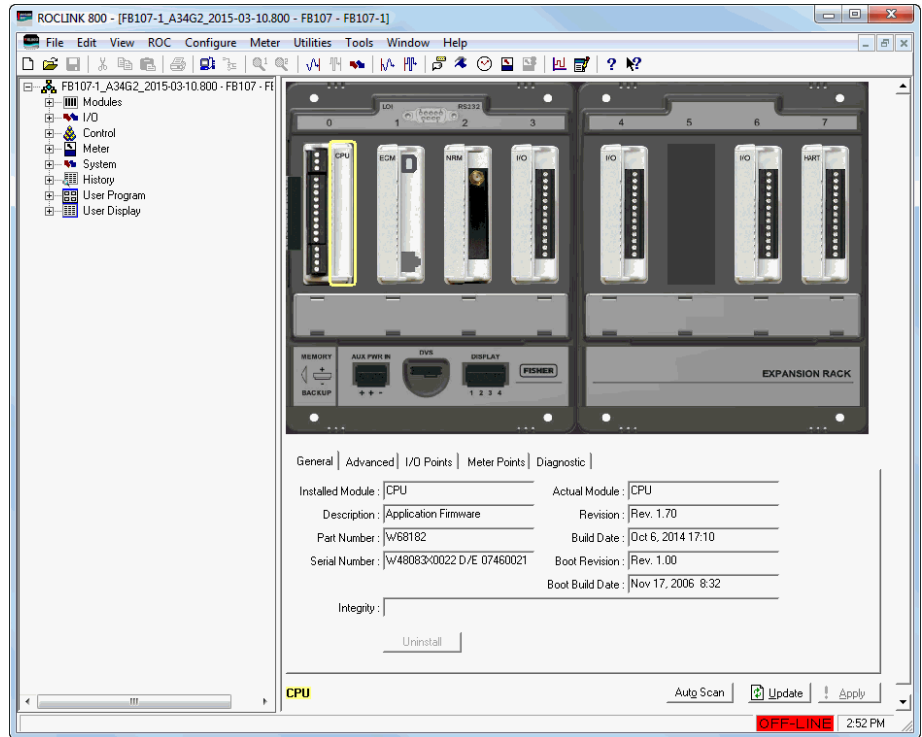 ROCLINK 800 - [FB107-1_A34G2_2015-03-10.800 - FB107 - FB107-1]
File Edit View ROC Configure Meter Utilities Tools Window Help
FB107-1_A34G2_2015-03-10.800 - FB107 - FE
Modules
I/O
Control
Meter
System
History
User Program
User Display
LOI RS232
0 1 2 3 4 5 6 7
CPU ECM NRM I/O I/O I/O HART
MEMORY AUX PWR IN DVS DISPLAY FISHER
BACKUP + + - 1 2 3 4
EXPANSION RACK
General Advanced I/O Points Meter Points Diagnostic
Installed Module : CPU Actual Module : CPU
Description : Application Firmware Revision : Rev. 1.70
Part Number : W68182 Build Date : Oct 6, 2014 17:10
Serial Number : W48083X0022 D/E 07460021 Boot Revision : Rev. 1.00
Boot Build Date : Nov 17, 2006 8:32
Integrity :
Uninstall
CPU Auto Scan Update ! Apply
OFF-LINE 2:52 PM